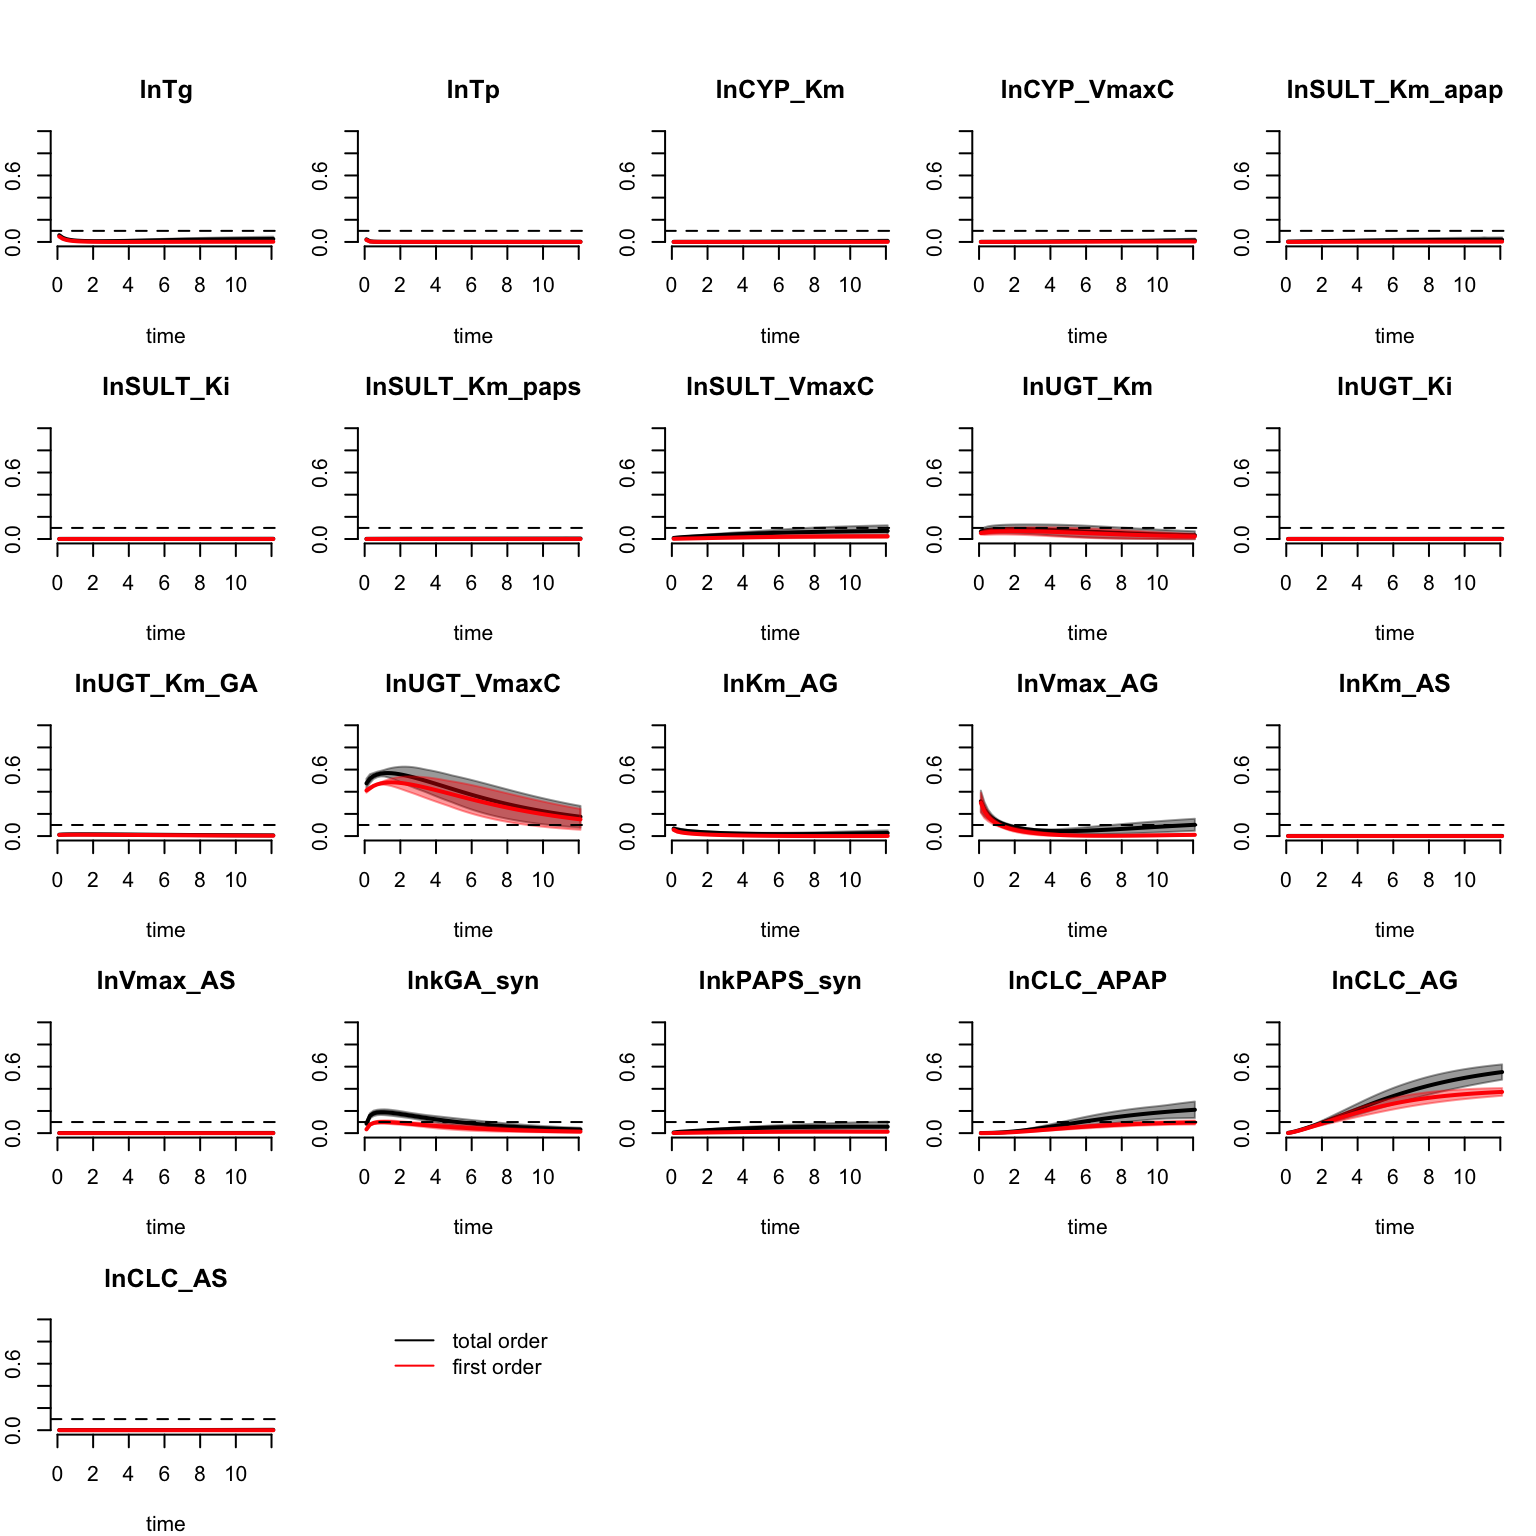 lnTg lnTp lnCYP_Km lnCYP_VmaxC lnSULT_Km_apap
0.6 0.6 0.6 0.6 0.6
0.0 0.0 0.0 0.0 0.0
0 2 4 6 8 10 0 2 4 6 8 10 0 2 4 6 8 10 0 2 4 6 8 10 0 2 4 6 8 10
time time time time time
lnSULT_Ki lnSULT_Km_paps lnSULT_VmaxC lnUGT_Km lnUGT_Ki
0.6 0.6 0.6 0.6 0.6
0.0 0.0 0.0 0.0 0.0
0 2 4 6 8 10 0 2 4 6 8 10 0 2 4 6 8 10 0 2 4 6 8 10 0 2 4 6 8 10
time time time time time
lnUGT_Km_GA lnUGT_VmaxC lnKm_AG lnVmax_AG lnKm_AS
0.6 0.6 0.6 0.6 0.6
0.0 0.0 0.0 0.0 0.0
0 2 4 6 8 10 0 2 4 6 8 10 0 2 4 6 8 10 0 2 4 6 8 10 0 2 4 6 8 10
time time time time time
lnVmax_AS lnkGA_syn lnkPAPS_syn lnCLC_APAP lnCLC_AG
0.6 0.6 0.6 0.6 0.6
0.0 0.0 0.0 0.0 0.0
0 2 4 6 8 10 0 2 4 6 8 10 0 2 4 6 8 10 0 2 4 6 8 10 0 2 4 6 8 10
time time time time time
lnCLC_AS
0.6
0.0
0 2 4 6 8 10
time
total order
first order